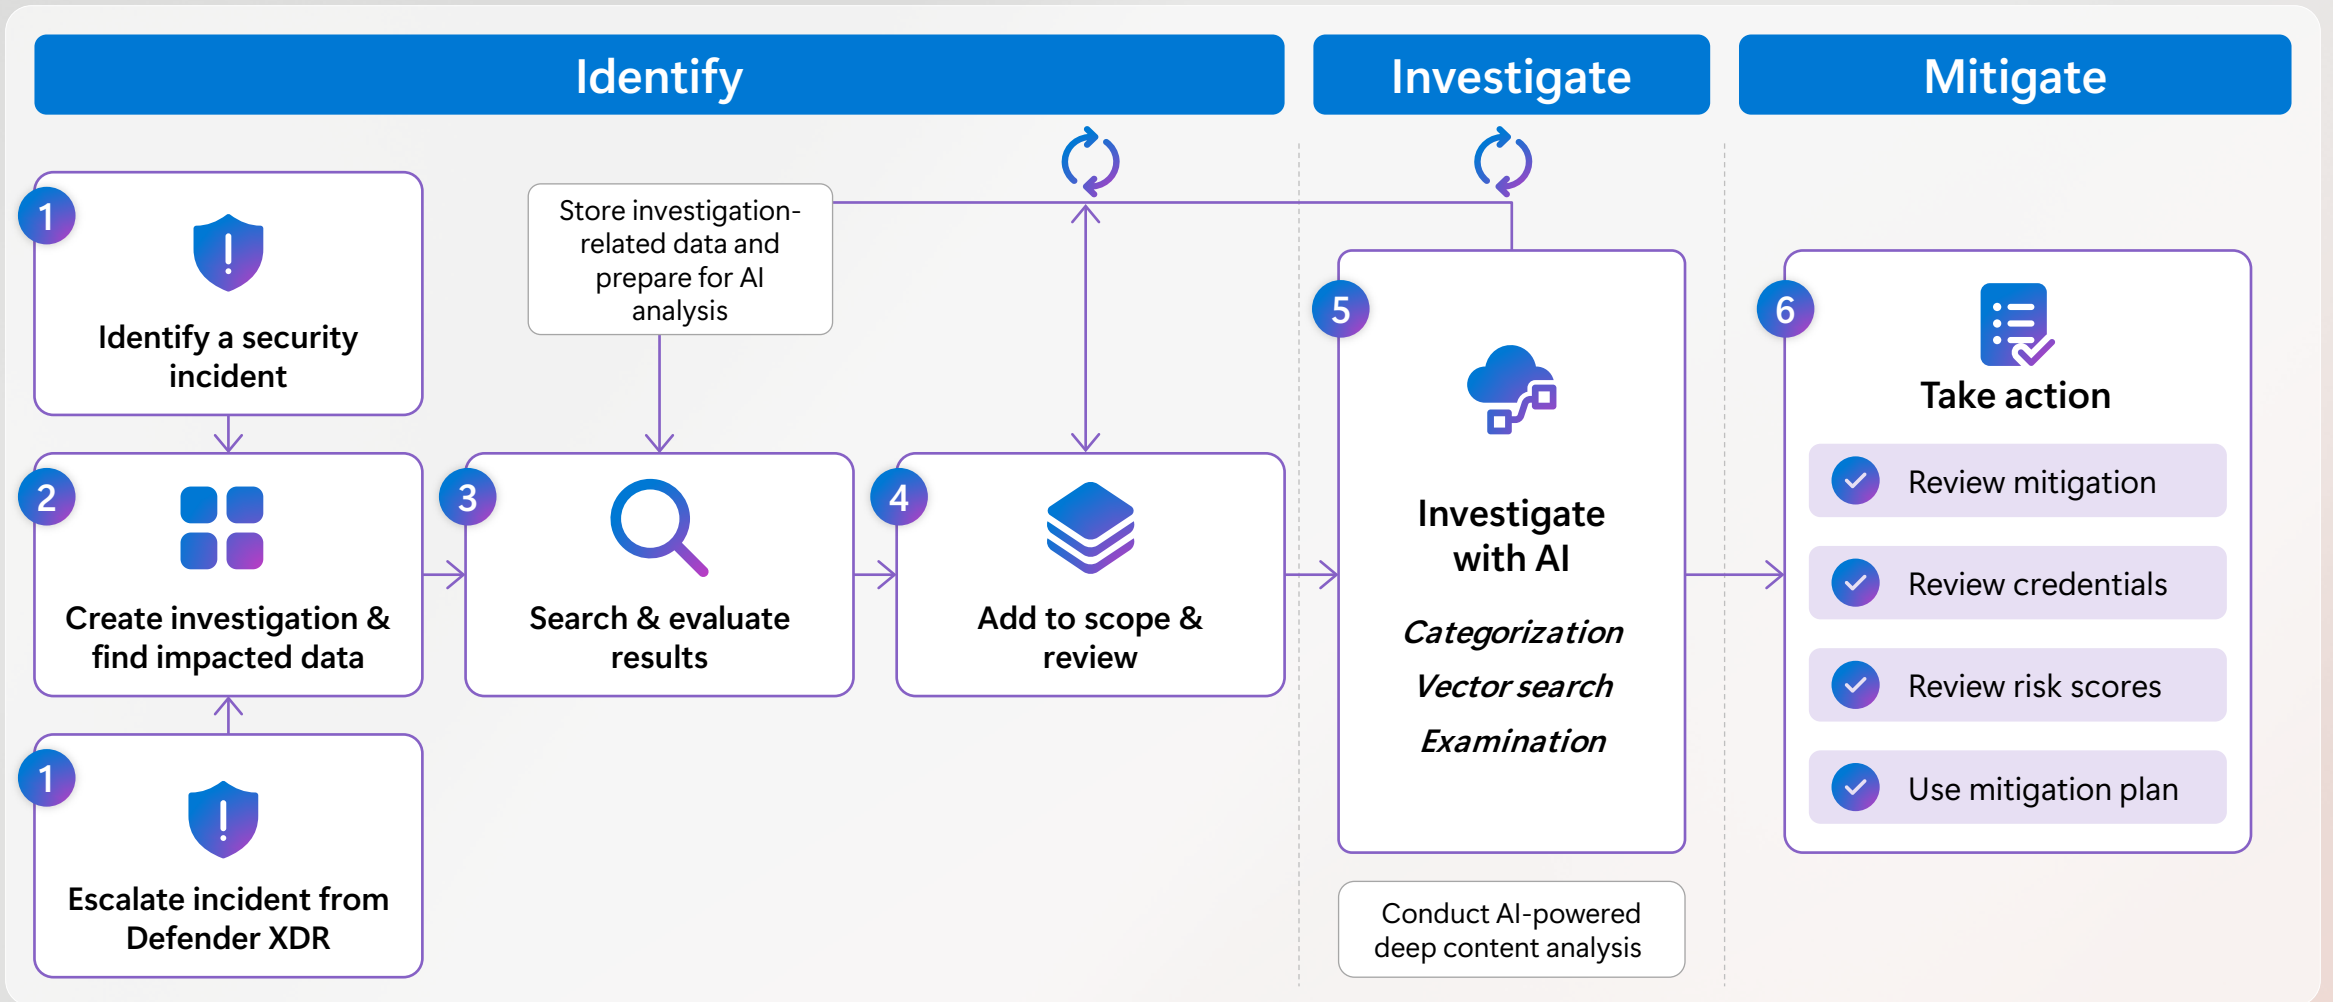 Identify
Investigate
Mitigate
1
Identify a security
incident
Store investigation-
related data and
prepare for AI
analysis
2
Create investigation &
find impacted data
3
Search & evaluate
results
4
Add to scope &
review
1
Escalate incident from
Defender XDR
5
Investigate
with AI
Categorization
Vector search
Examination
Conduct AI-powered
deep content analysis
6
Take action
Review mitigation
Review credentials
Review risk scores
Use mitigation plan